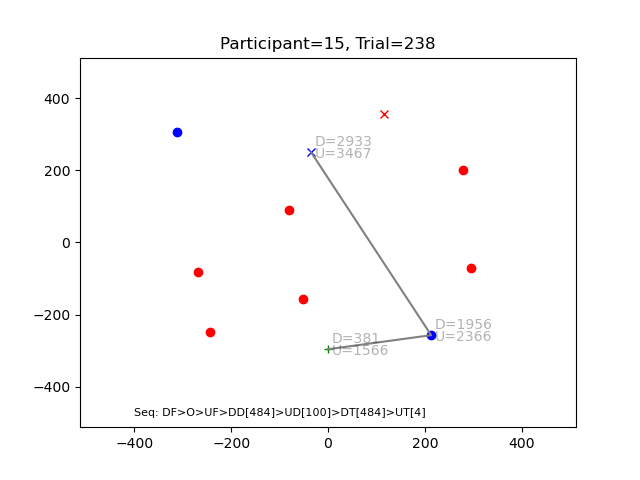 Participant=15, Trial=238
400
200
0
−200
−400
D=2933
U=3467
D=1956
U=2366
D=381
U=1566
Seq: DF>O>UF>DD[484]>UD[100]>DT[484]>UT[4]
−400 −200 0 200 400